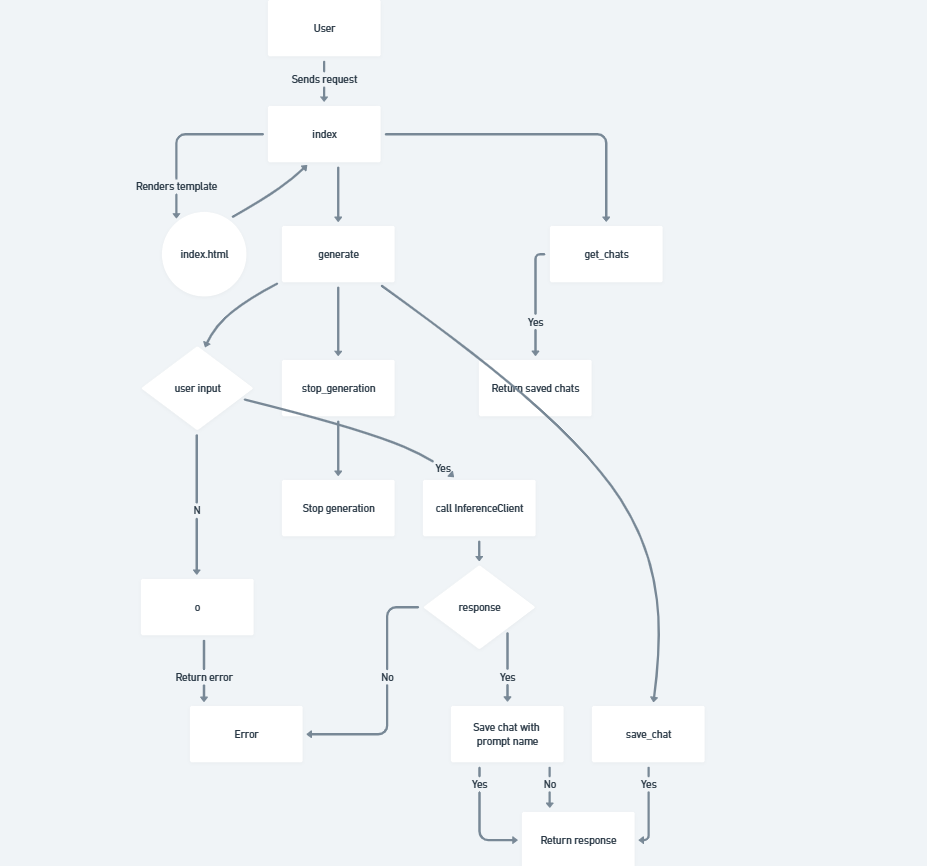 User
Sends request
index
Renders template
index.html
generate
get_chats
Yes
user input
stop_generation
Return saved chats
Yes
N
Stop generation
call InferenceClient
o
response
Return error
No
Yes
Error
Save chat with
prompt name
save_chat
Yes
No
Yes
Return response